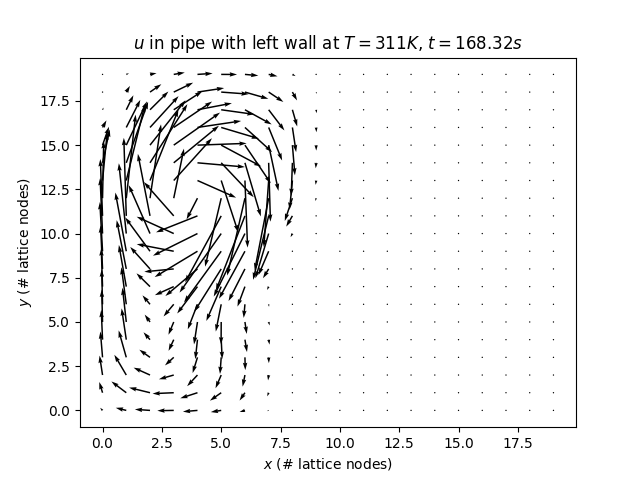 u in pipe with left wall at T = 311K, t = 168.32s
17.5
15.0
12.5
10.0
7.5
5.0
2.5
0.0
y (# lattice nodes)
0.0 2.5 5.0 7.5 10.0 12.5 15.0 17.5
x (# lattice nodes)